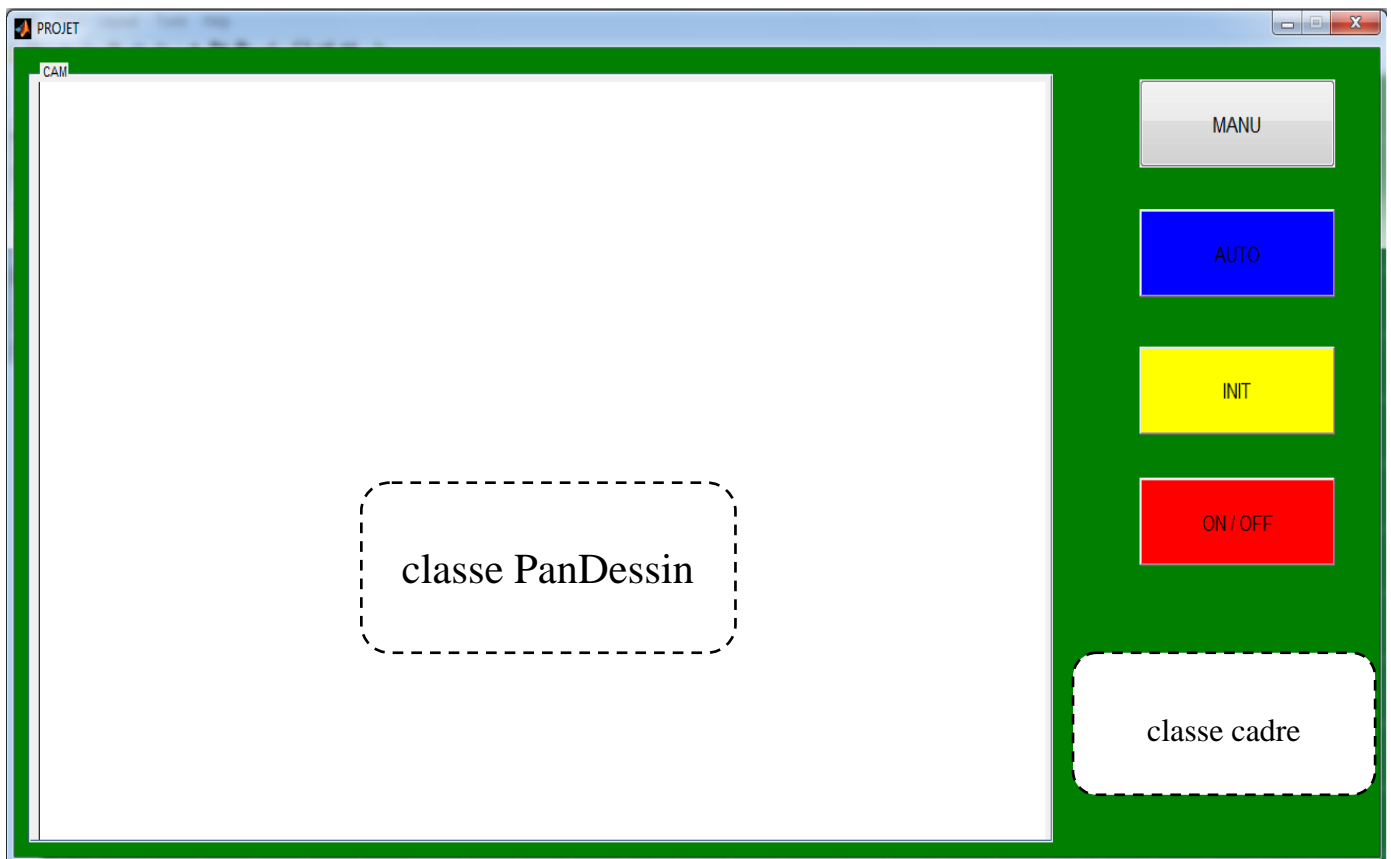 PROJET
CAM
MANU
AUTO
INIT
ON / OFF
classe PanDessin
classe cadre